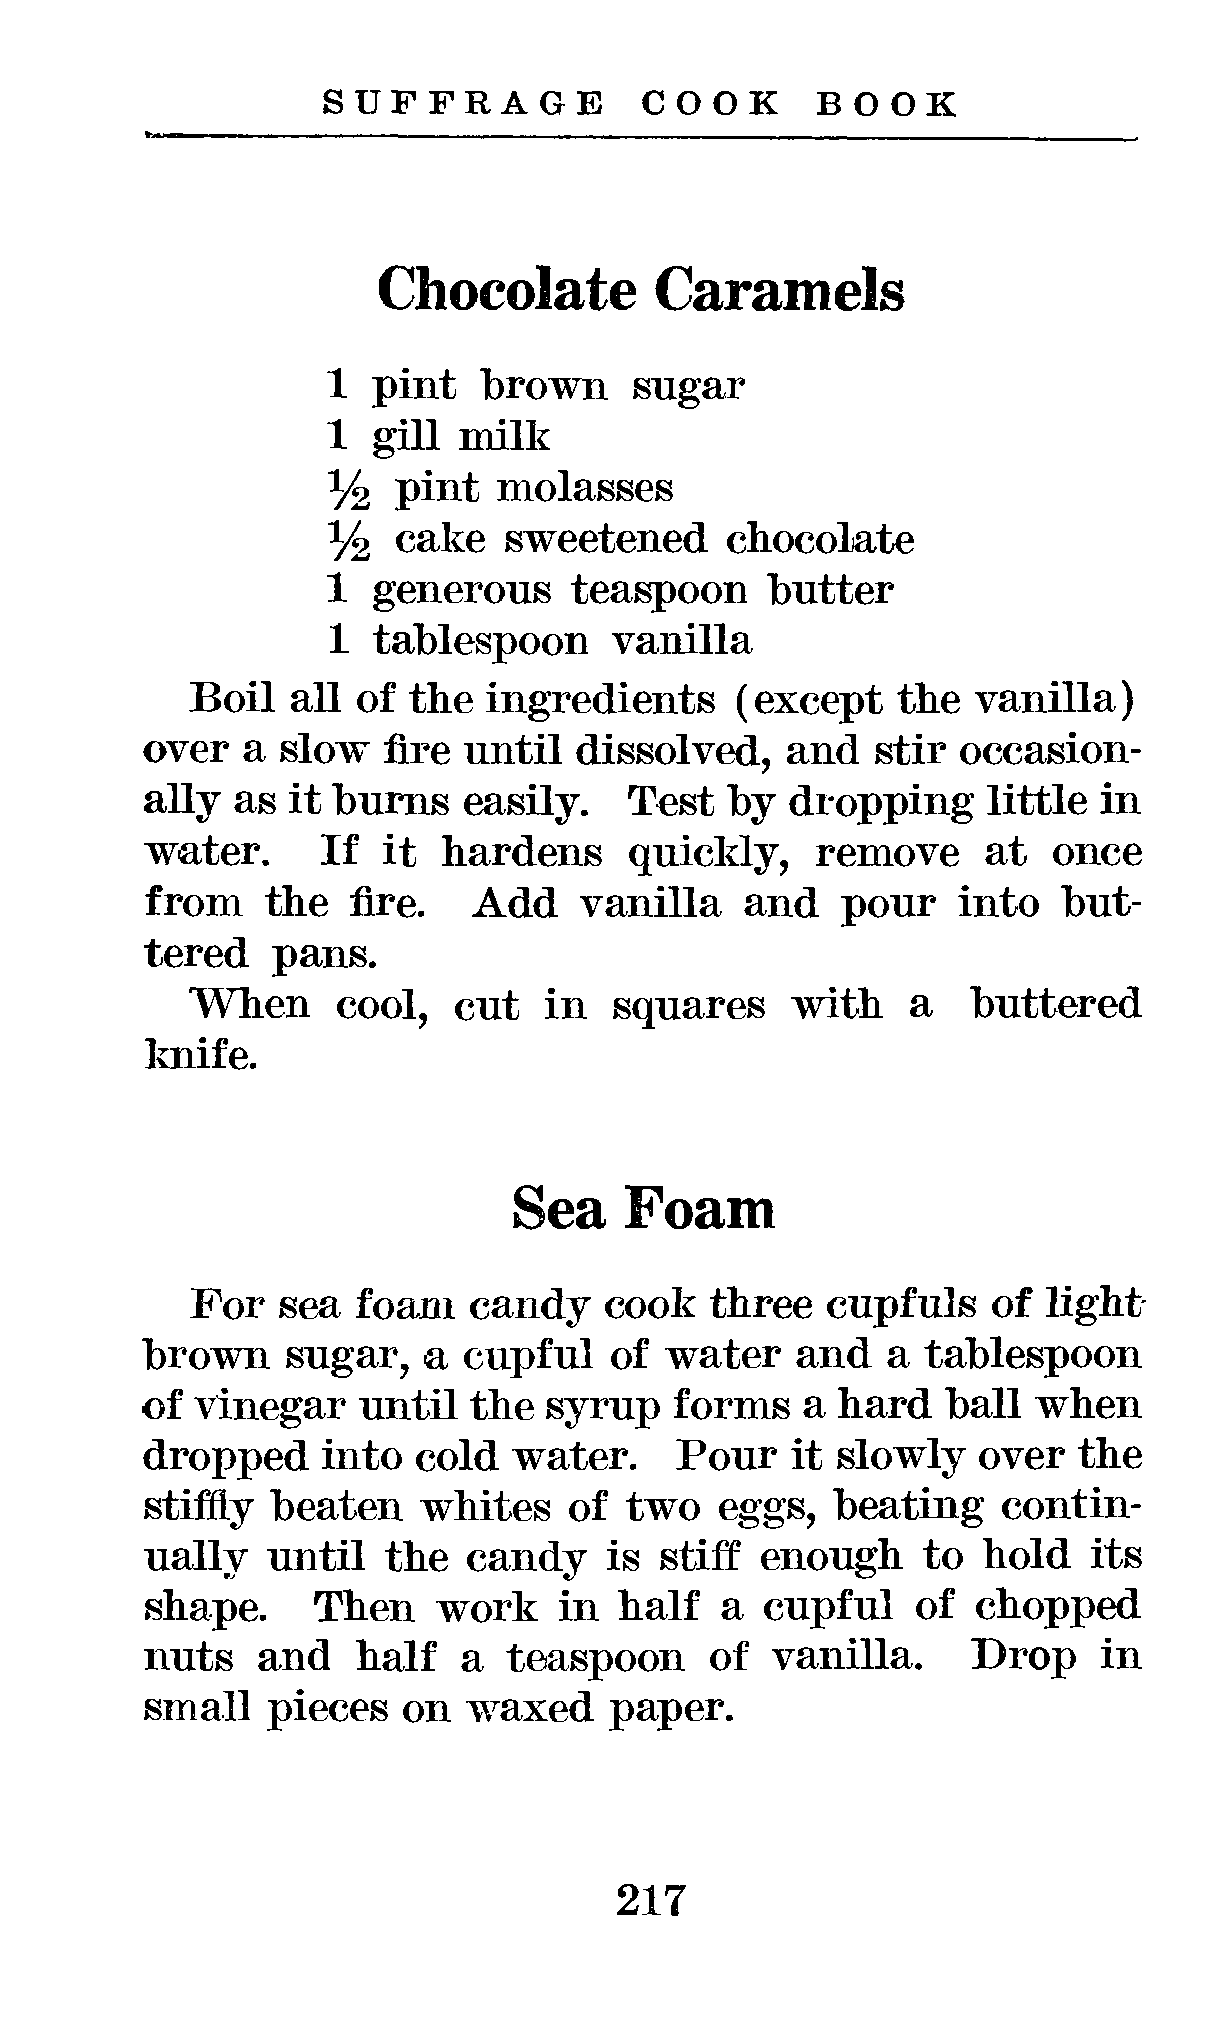 SUFFRAGE COOK BOOK
Chocolate Caramels
1 pint brown sugar
1 gill milk
½ pint molasses
½ cake sweetened chocolate
1 generous teaspoon butter
1 tablespoon vanilla
Boil all of the ingredients (except the vanilla)
over a slow fire until dissolved, and stir occasion-
ally as it burns easily. Test by dropping little in
water. If it hardens quickly, remove at once
from the fire. Add vanilla and pour into but-
tered pans.
When cool, cut in squares with a buttered
knife.
Sea Foam
For sea foam candy cook three cupfuls of light
brown sugar, a cupful of water and a tablespoon
of vinegar until the syrup forms a hard ball when
dropped into cold water. Pour it slowly over the
stiffly beaten whites of two eggs, beating contin-
ually until the candy is stiff enough to hold its
shape. Then work in half a cupful of chopped
nuts and half a teaspoon of vanilla. Drop in
small pieces on waxed paper.
217